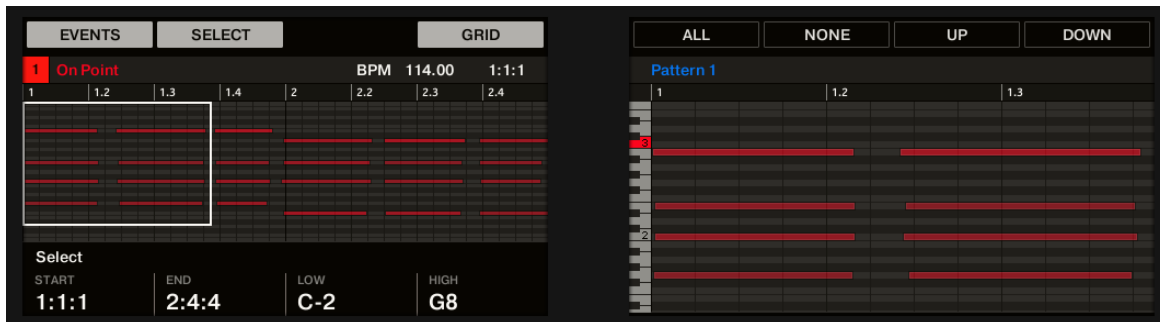 EVENTS SELECT GRID
1 On Point BPM 114.00 1:1:1
1 1.2 1.3 1.4 2 2.2 2.3 2.4
Select
START END LOW HIGH
1:1:1 2:4:4 C-2 G8
ALL NONE UP DOWN
Pattern 1
1 1.2 1.3
3
2